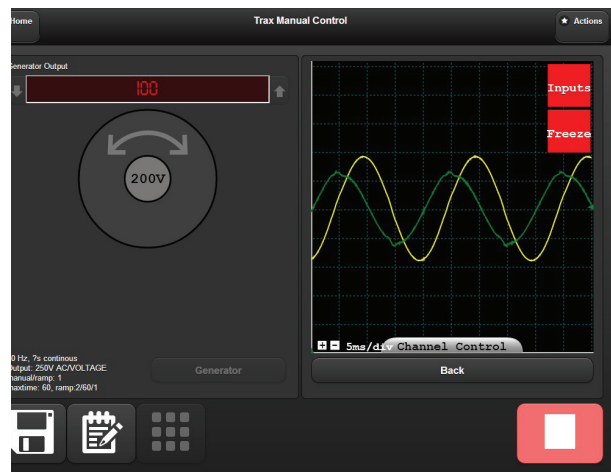 Home
Trax Manual Control
Actions
Generator Output
100
200V
Inputs
Freeze
5ms/div
Channel Control
0 Hz, ?s continous
Output: 250V AC/VOLTAGE
manual/ramp: 1
maxtime: 60, ramp:2/60/1
Generator
Back